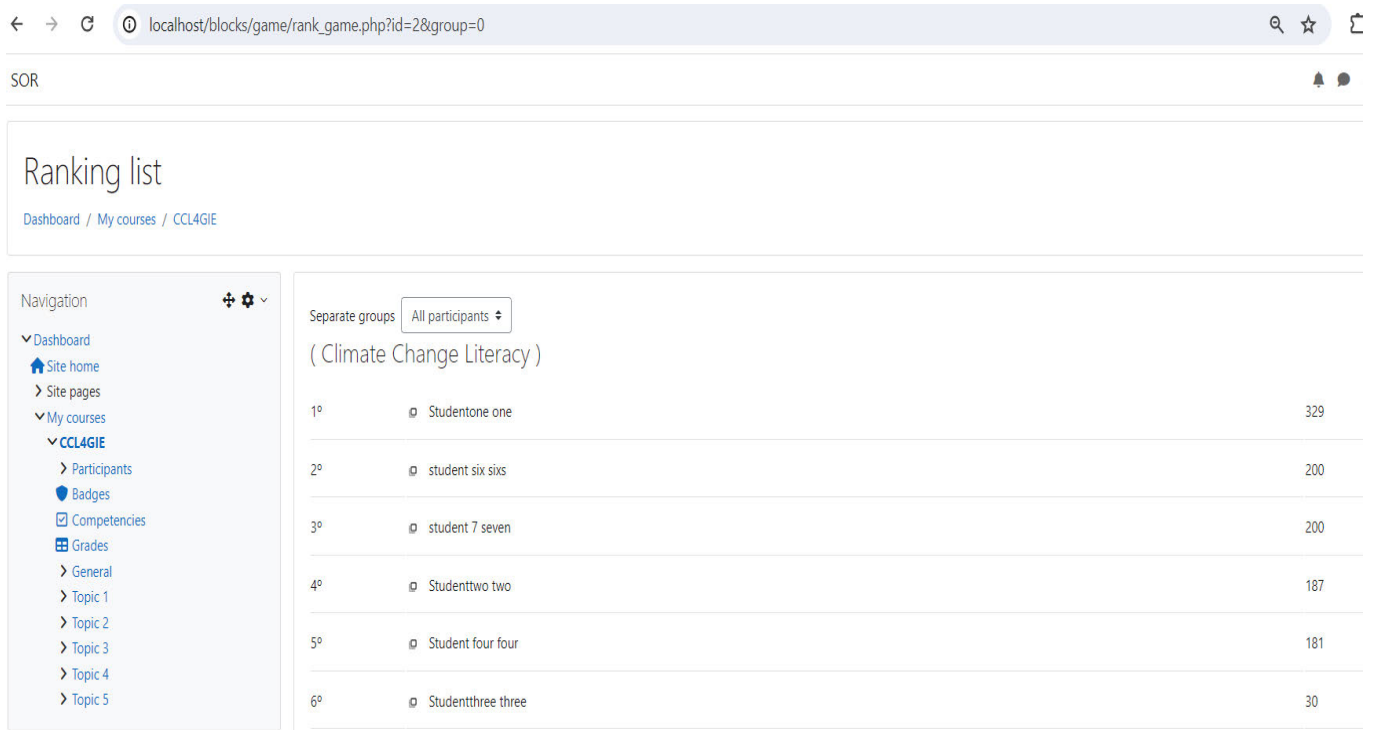 localhost/blocks/game/rank_game.php?id=2&group=0
SOR
Ranking list
Dashboard / My courses / CCL4GIE
Navigation
Dashboard
Site home
Site pages
My courses
CCL4GIE
Participants
Badges
Competencies
Grades
General
Topic 1
Topic 2
Topic 3
Topic 4
Topic 5
Separate groups All participants
( Climate Change Literacy )
1º Studentone one 329
2º student six sixs 200
3º student 7 seven 200
4º Studenttwo two 187
5º Student four four 181
6º Studentthree three 30